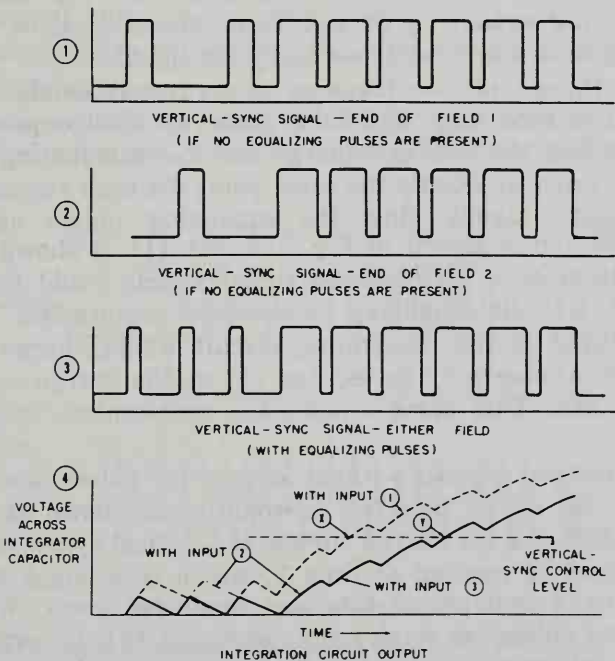 1
VERTICAL-SYNC SIGNAL - END OF FIELD 1
(IF NO EQUALIZING PULSES ARE PRESENT)
2
VERTICAL - SYNC SIGNAL - END OF FIELD 2
(IF NO EQUALIZING PULSES ARE PRESENT)
3
VERTICAL-SYNC SIGNAL-EITHER FIELD
(WITH EQUALIZING PULSES)
4
VOLTAGE
ACROSS
INTEGRATOR
CAPACITOR
WITH INPUT 1
X
Y
WITH INPUT
2
VERTICAL-
SYNC CONTROL
LEVEL
WITH INPUT 3
TIME
INTEGRATION CIRCUIT OUTPUT